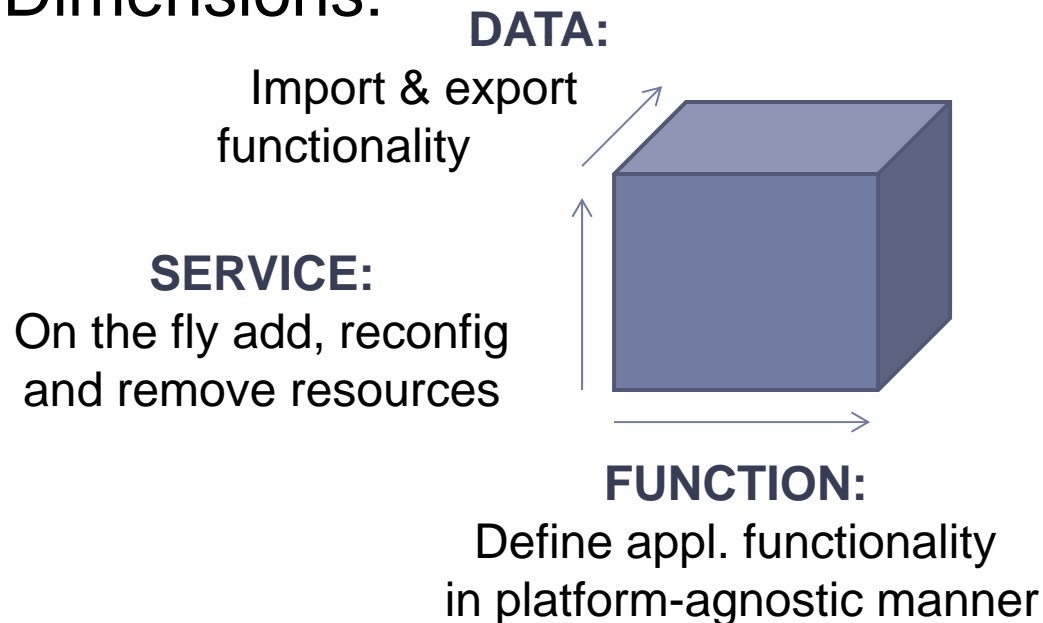 Dimensions:
DATA:
Import & export
functionality
SERVICE:
On the fly add, reconfig
and remove resources
FUNCTION:
Define appl. functionality
in platform-agnostic manner